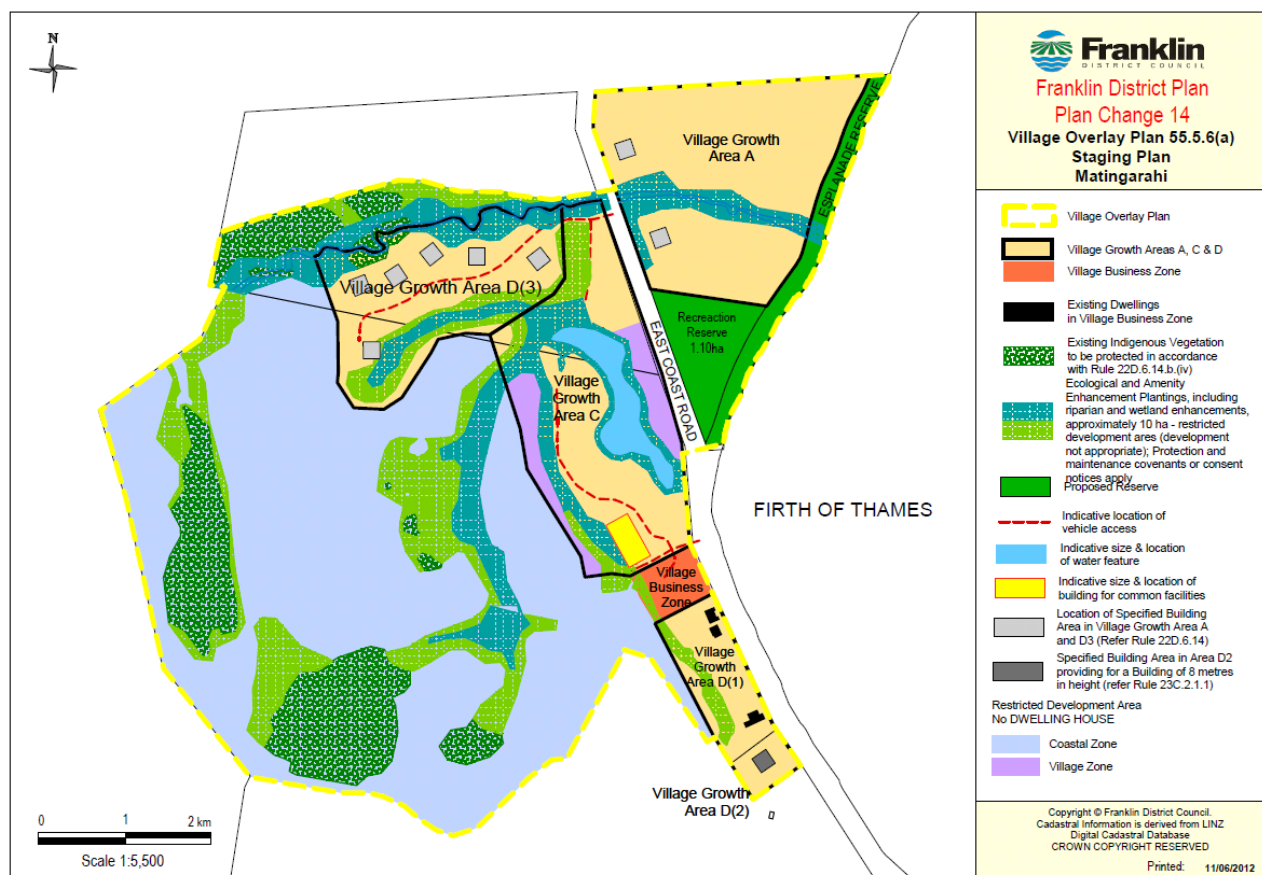 N
Village Growth
Area A
ESPLANADE RESERVE
Village Growth Area D(3)
Recreaction
Reserve
1.10ha
EAST COAST ROAD
Village
Growth
Area C
FIRTH OF THAMES
Village
Business
Zone
Village
Growth
Area D(1)
Village Growth
Area D(2)
0 1 2 km
Scale 1:5,500
Franklin
DISTRICT COUNCIL
Franklin District Plan
Plan Change 14
Village Overlay Plan 55.5.6(a)
Staging Plan
Matingarahi
Village Overlay Plan
Village Growth Areas A, C & D
Village Business Zone
Existing Dwellings
in Village Business Zone
Existing Indigenous Vegetation
to be protected in accordance
with Rule 22D.6.14.b.(iv)
Ecological and Amenity
Enhancement Plantings, including
riparian and wetland enhancements,
approximately 10 ha - restricted
development ares (development
not appropriate); Protection and
maintenance covenants or consent
notices apply
Proposed Reserve
Indicative location of
vehicle access
Indicative size & location
of water feature
Indicative size & location of
building for common facilities
Location of Specified Building
Area in Village Growth Area A
and D3 (Refer Rule 22D.6.14)
Specified Building Area in Area D2
providing for a Building of 8 metres
in height (refer Rule 23C.2.1.1)
Restricted Development Area
No DWELLING HOUSE
Coastal Zone
Village Zone
Copyright © Franklin District Council.
Cadastral Information is derived from LINZ
Digital Cadastral Database
CROWN COPYRIGHT RESERVED
Printed: 11/06/2012